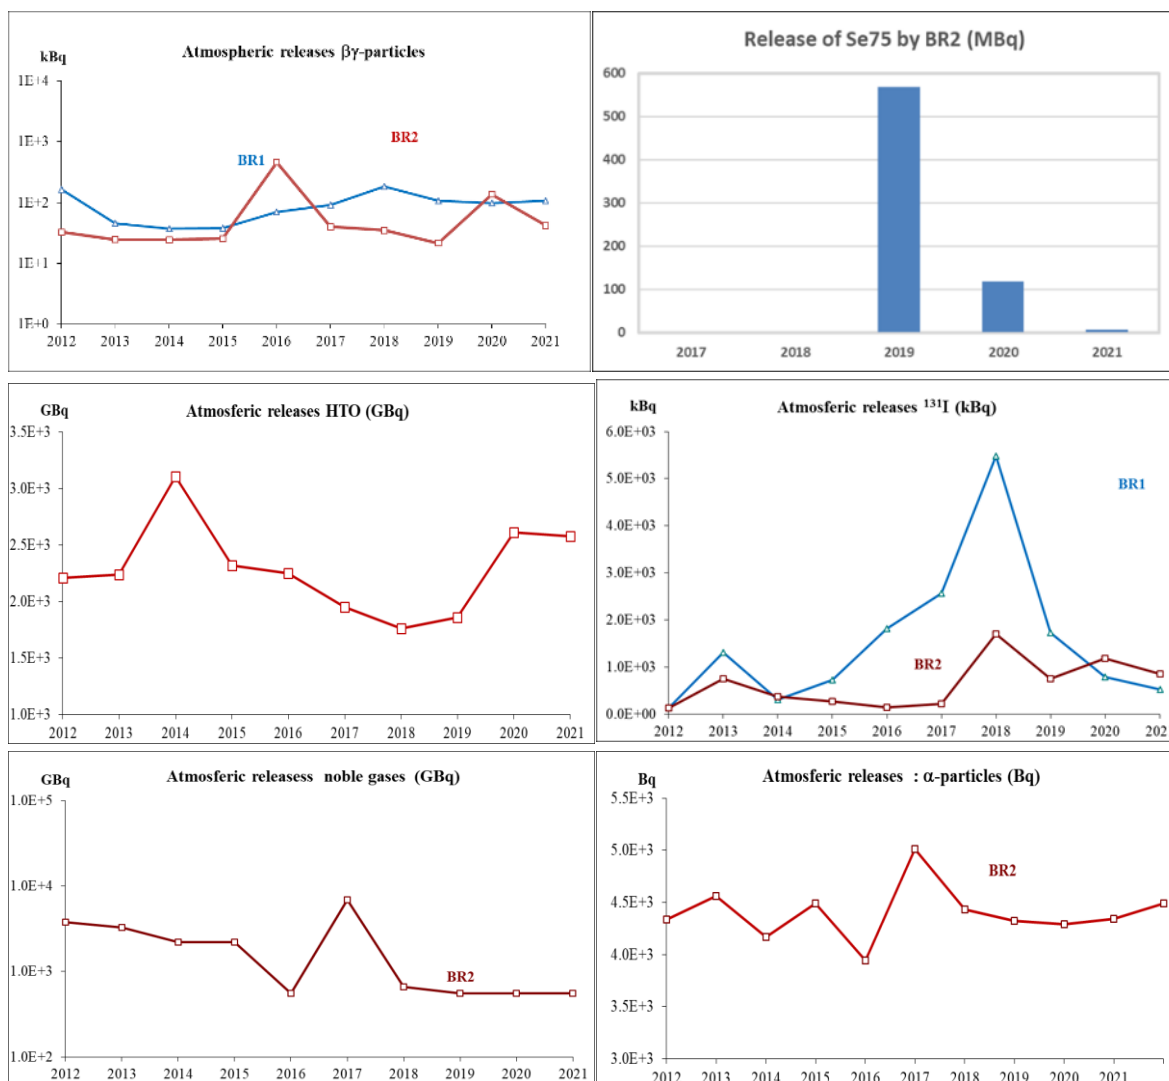 Atmospheric releases βγ-particles
kBq
1E+4
1E+3
1E+2
1E+1
1E+0
BR1
BR2
2012 2013 2014 2015 2016 2017 2018 2019 2020 2021
Release of Se75 by BR2 (MBq)
600
500
400
300
200
100
0
2017 2018 2019 2020 2021
GBq
Atmosferic releases HTO (GBq)
3.5E+3
3.0E+3
2.5E+3
2.0E+3
1.5E+3
1.0E+3
2012 2013 2014 2015 2016 2017 2018 2019 2020 2021
kBq
Atmosferic releases ¹³¹I (kBq)
6.0E+03
5.0E+03
4.0E+03
3.0E+03
2.0E+03
1.0E+03
0.0E+00
BR1
BR2
2012 2013 2014 2015 2016 2017 2018 2019 2020 202
GBq
Atmosferic releasess noble gases (GBq)
1.0E+5
1.0E+4
1.0E+3
1.0E+2
BR2
2012 2013 2014 2015 2016 2017 2018 2019 2020 2021
Bq
Atmosferic releases : α-particles (Bq)
5.5E+3
5.0E+3
4.5E+3
4.0E+3
3.5E+3
3.0E+3
BR2
2012 2013 2014 2015 2016 2017 2018 2019 2020 2021